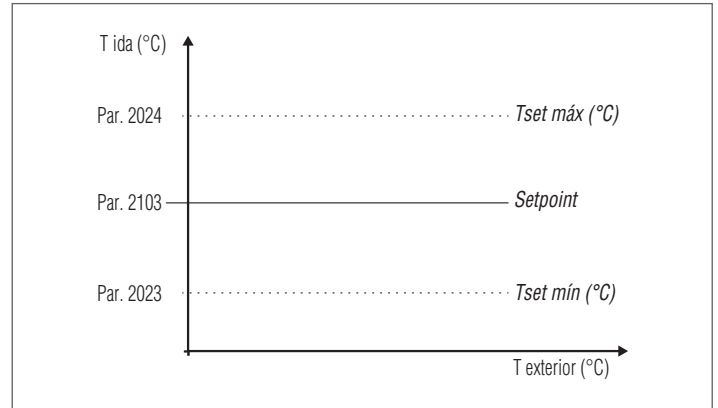 T ida (°C)
Par. 2024 Tset máx (°C)
Par. 2103 Setpoint
Par. 2023 Tset mín (°C)
T exterior (°C)